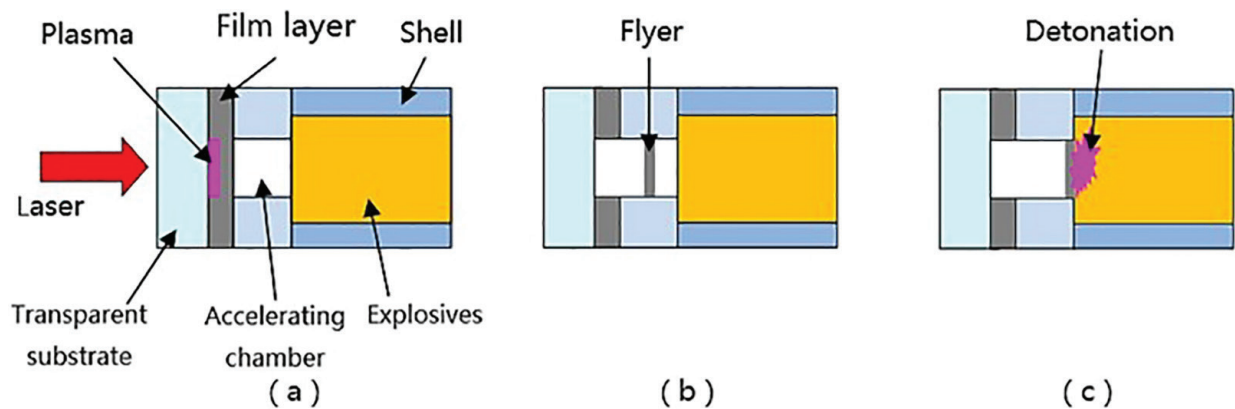 Plasma
Film layer
Shell
Laser
Transparent
substrate
Accelerating
chamber
Explosives
( a )
Flyer
( b )
Detonation
( c )